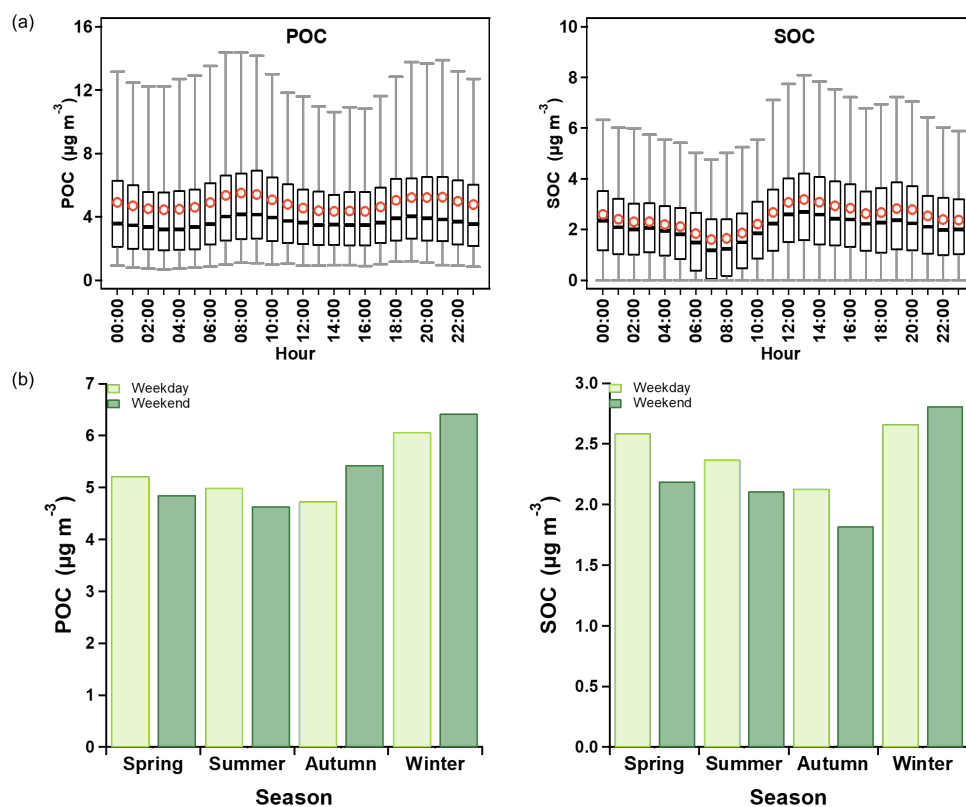 (a)
POC
POC (µg m-3)
16
12
8
4
0
00:00
02:00
04:00
06:00
08:00
10:00
12:00
14:00
16:00
18:00
20:00
22:00
Hour
SOC
SOC (µg m-3)
10
8
6
4
2
0
00:00
02:00
04:00
06:00
08:00
10:00
12:00
14:00
16:00
18:00
20:00
22:00
Hour
(b)
Weekday
Weekend
POC (µg m-3)
7
6
5
4
3
2
1
0
Spring Summer Autumn Winter
Season
Weekday
Weekend
SOC (µg m-3)
3.0
2.5
2.0
1.5
1.0
0.5
0.0
Spring Summer Autumn Winter
Season